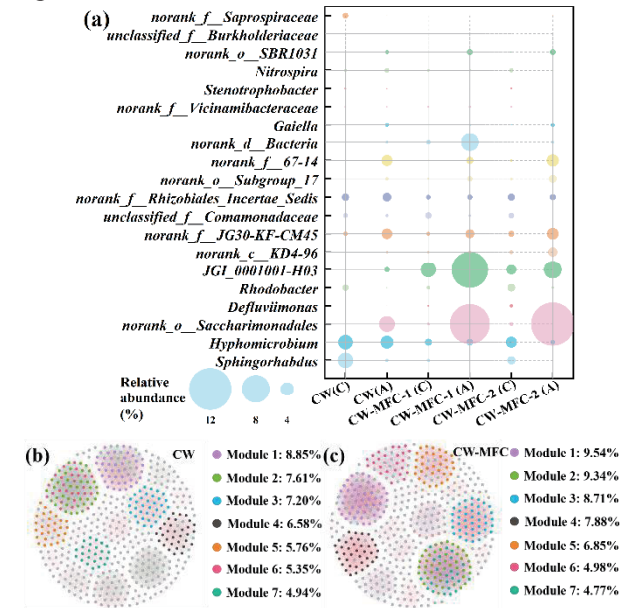 (a)
norank_f__Saprospiraceae
unclassified_f__Burkholderiaceae
norank_o__SBR1031
Nitrospira
Stenotrophobacter
norank_f__Vicinamibacteraceae
Gaiella
norank_d__Bacteria
norank_f__67-14
norank_o__Subgroup_17
norank_f__Rhizobiales_Incertae_Sedis
unclassified_f__Comamonadaceae
norank_f__JG30-KF-CM45
norank_c__KD4-96
JGI_0001001-H03
Rhodobacter
Defluviimonas
norank_o__Saccharimonadales
Hyphomicrobium
Sphingorhabdus
CW(C)
CW(A)
CW-MFC-1 (C)
CW-MFC-1 (A)
CW-MFC-2 (C)
CW-MFC-2 (A)
Relative
abundance
(%)
12
8
4
(b)
CW
Module 1: 8.85%
Module 2: 7.61%
Module 3: 7.20%
Module 4: 6.58%
Module 5: 5.76%
Module 6: 5.35%
Module 7: 4.94%
(c)
CW-MFC
Module 1: 9.54%
Module 2: 9.34%
Module 3: 8.71%
Module 4: 7.88%
Module 5: 6.85%
Module 6: 4.98%
Module 7: 4.77%